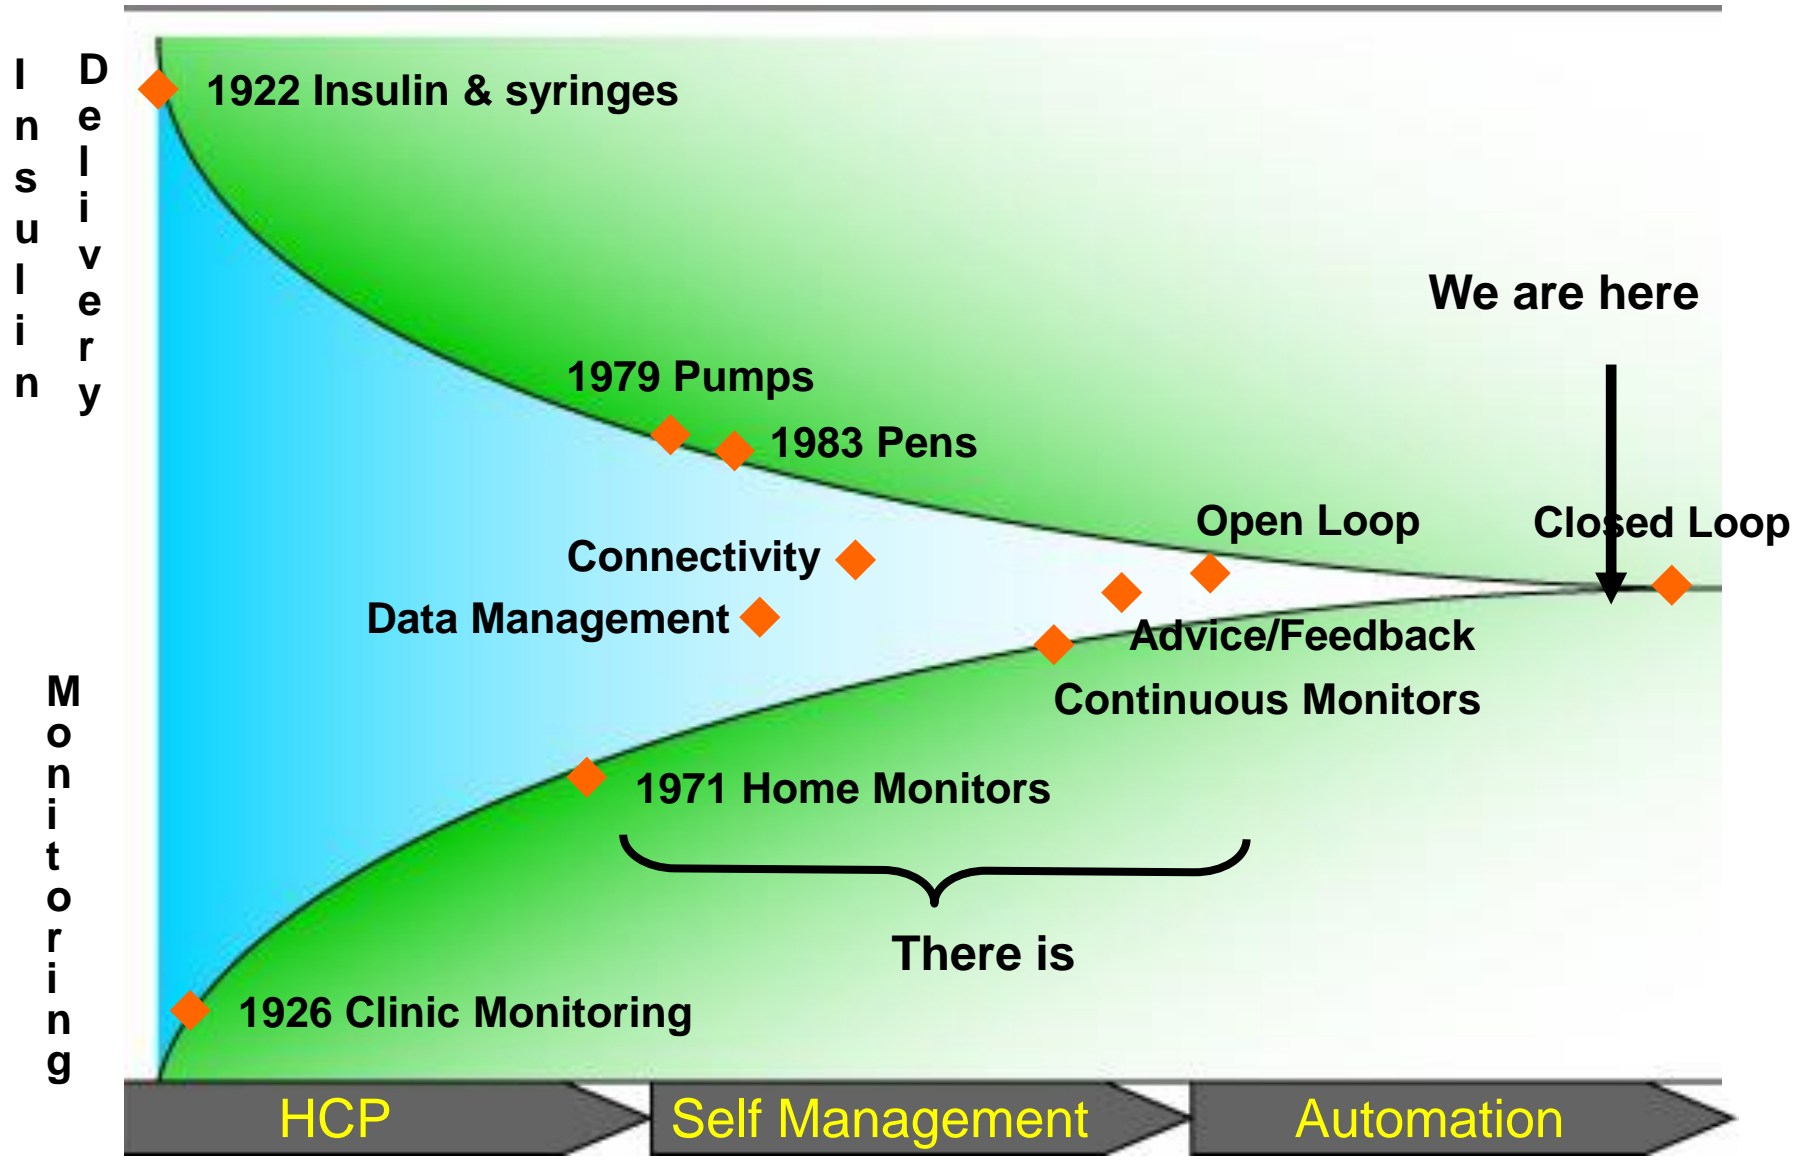 Insulin
Delivery
1922 Insulin & syringes
We are here
1979 Pumps
1983 Pens
Open Loop
Closed Loop
Connectivity
Data Management
Advice/Feedback
Continuous Monitors
Monitoring
1971 Home Monitors
There is
1926 Clinic Monitoring
HCP
Self Management
Automation